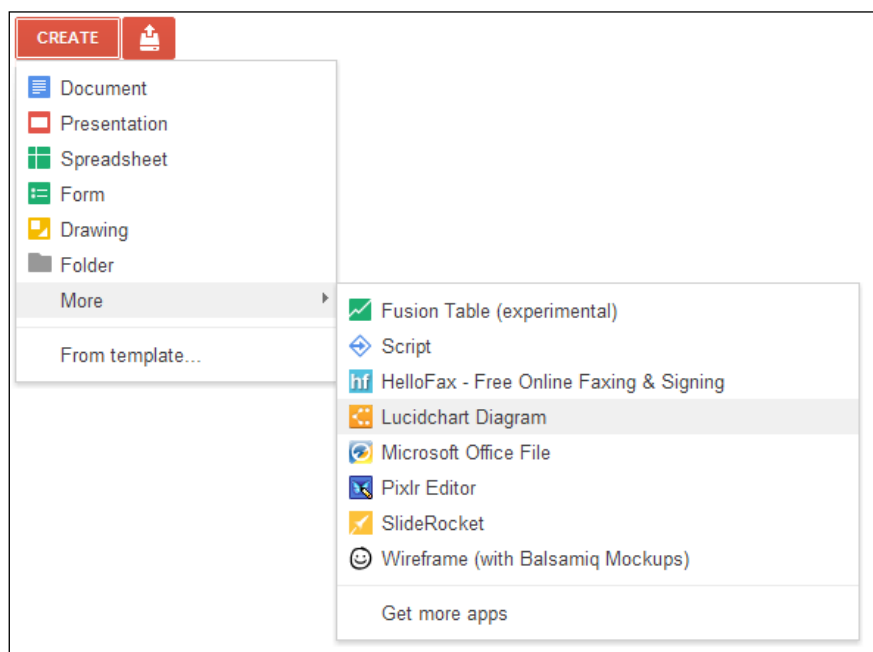 CREATE
Document
Presentation
Spreadsheet
Form
Drawing
Folder
More
From template...
Fusion Table (experimental)
Script
hf HelloFax - Free Online Faxing & Signing
Lucidchart Diagram
Microsoft Office File
Pixlr Editor
SlideRocket
Wireframe (with Balsamiq Mockups)
Get more apps